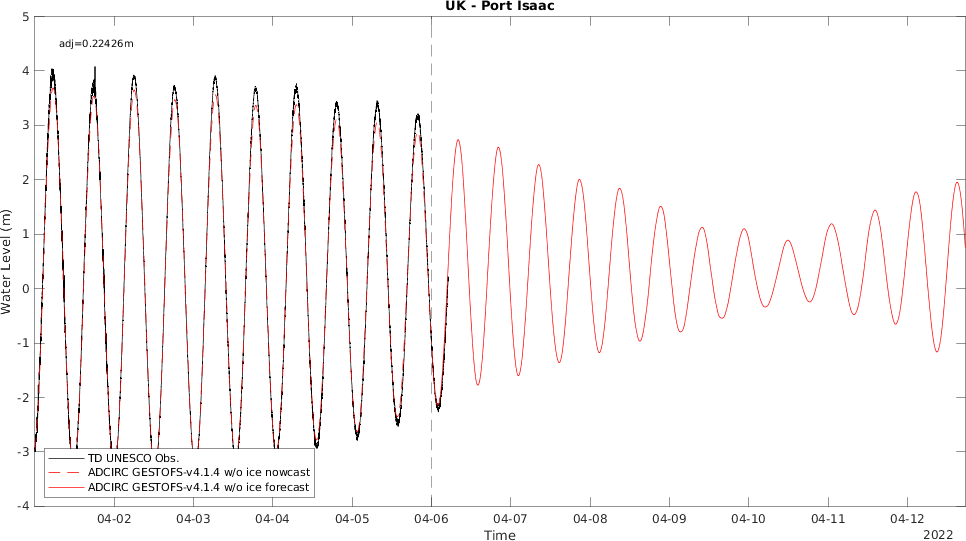 UK - Port Isaac
adj=0.22426m
Water Level (m)
5
4
3
2
1
0
-1
-2
-3
-4
TD UNESCO Obs.
ADCIRC GESTOFS-v4.1.4 w/o ice nowcast
ADCIRC GESTOFS-v4.1.4 w/o ice forecast
04-02 04-03 04-04 04-05 04-06 04-07 04-08 04-09 04-10 04-11 04-12
Time
2022